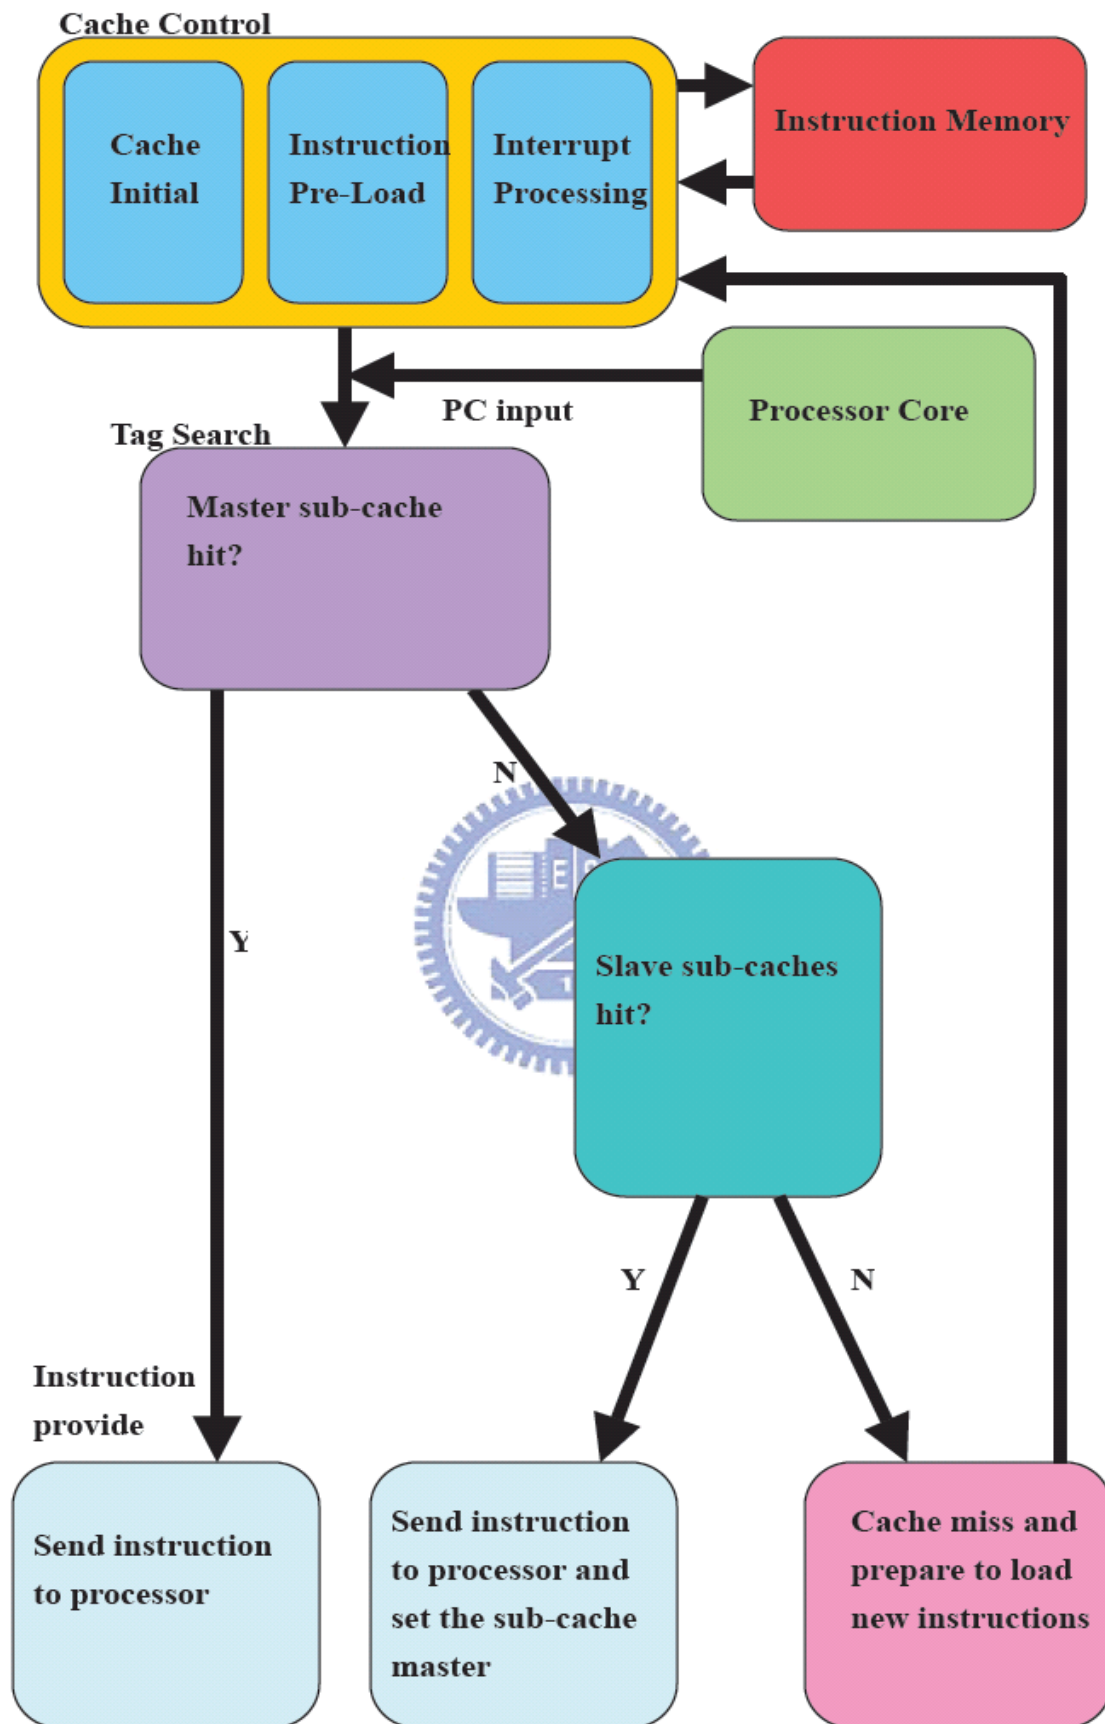 Cache Control
Cache
Initial
Instruction
Pre-Load
Interrupt
Processing
Instruction Memory
PC input
Processor Core
Tag Search
Master sub-cache
hit?
N
Y
Slave sub-caches
hit?
Y
N
Instruction
provide
Send instruction
to processor
Send instruction
to processor and
set the sub-cache
master
Cache miss and
prepare to load
new instructions